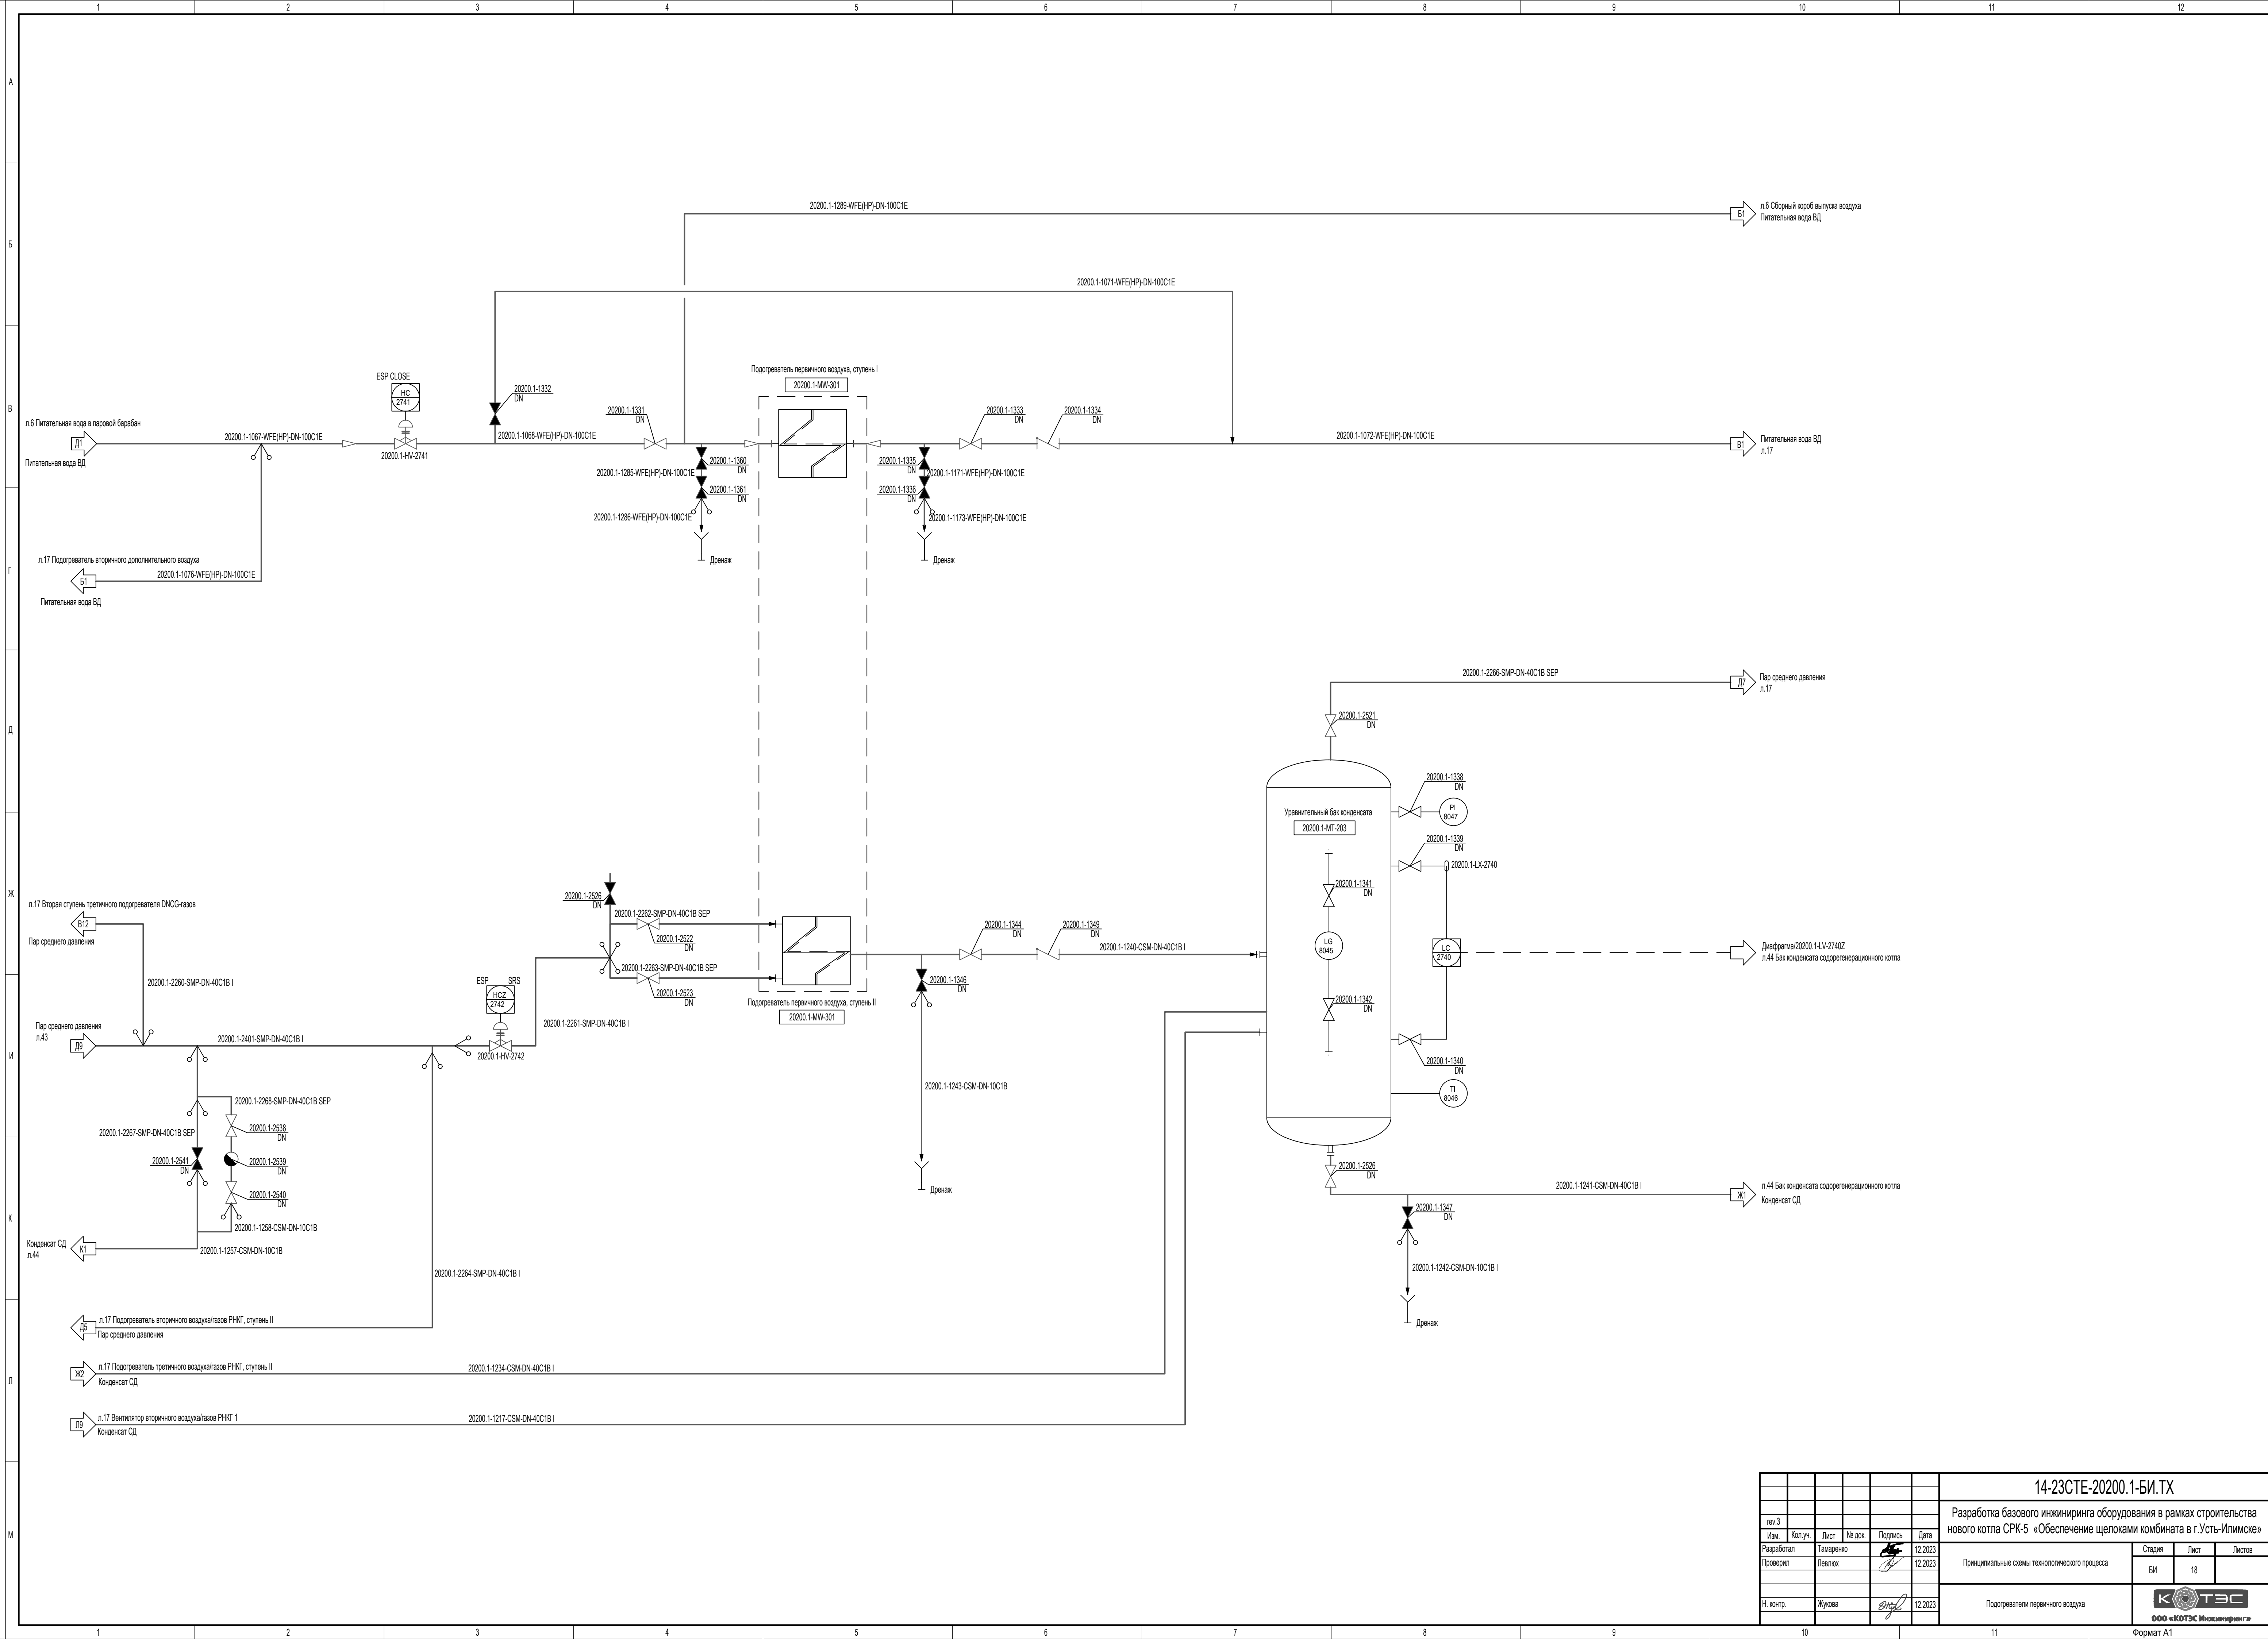 1 2 3 4 5 6 7 8 9 10 11 12
А
Б
В
Г
Д
Ж
И
К
Л
М
20200.1-1289-WFE(HP)-DN-100C1E
Б1
л.6 Сборный короб выпуска воздуха
Питательная вода ВД
20200.1-1071-WFE(HP)-DN-100C1E
ESP CLOSE
HC
2741
20200.1-HV-2741
20200.1-1332
DN
л.6 Питательная вода в паровой барабан
Д1
Питательная вода ВД
20200.1-1067-WFE(HP)-DN-100C1E
20200.1-1068-WFE(HP)-DN-100C1E
20200.1-1331
DN
Подогреватель первичного воздуха, ступень I
20200.1-MW-301
20200.1-1333
DN
20200.1-1334
DN
20200.1-1072-WFE(HP)-DN-100C1E
В1
Питательная вода ВД
л.17
20200.1-1360
DN
20200.1-1285-WFE(HP)-DN-100C1E
20200.1-1361
DN
20200.1-1286-WFE(HP)-DN-100C1E
Дренаж
20200.1-1335
DN
20200.1-1171-WFE(HP)-DN-100C1E
20200.1-1336
DN
20200.1-1173-WFE(HP)-DN-100C1E
Дренаж
л.17 Подогреватель вторичного дополнительного воздуха
Б1
20200.1-1076-WFE(HP)-DN-100C1E
Питательная вода ВД
20200.1-2266-SMP-DN-40C1B SEP
Д7
Пар среднего давления
л.17
20200.1-2521
DN
Уравнительный бак конденсата
20200.1-MT-203
20200.1-1338
DN
PI
8047
20200.1-1339
DN
20200.1-LX-2740
20200.1-1341
DN
LG
8045
LC
2740
Диафрагма/20200.1-LV-2740Z
л.44 Бак конденсата содорегенерационного котла
20200.1-1342
DN
20200.1-1340
DN
TI
8046
20200.1-2526
DN
20200.1-1241-CSM-DN-40C1B I
Ж1
л.44 Бак конденсата содорегенерационного котла
Конденсат СД
20200.1-1347
DN
20200.1-1242-CSM-DN-10C1B I
Дренаж
л.17 Вторая ступень третичного подогревателя DNCG-газов
В12
Пар среднего давления
20200.1-2260-SMP-DN-40C1B I
Пар среднего давления
л.43
Д9
20200.1-2401-SMP-DN-40C1B I
ESP SRS
HCZ
2742
20200.1-HV-2742
20200.1-2261-SMP-DN-40C1B I
20200.1-2526
DN
20200.1-2262-SMP-DN-40C1B SEP
20200.1-2522
DN
20200.1-2263-SMP-DN-40C1B SEP
20200.1-2523
DN
Подогреватель первичного воздуха, ступень II
20200.1-MW-301
20200.1-1344
DN
20200.1-1349
DN
20200.1-1240-CSM-DN-40C1B I
20200.1-1346
DN
20200.1-1243-CSM-DN-10C1B
Дренаж
20200.1-2268-SMP-DN-40C1B SEP
20200.1-2267-SMP-DN-40C1B SEP
20200.1-2538
DN
20200.1-2541
DN
20200.1-2539
DN
20200.1-2540
DN
20200.1-1258-CSM-DN-10C1B
Конденсат СД
л.44
К1
20200.1-1257-CSM-DN-10C1B
20200.1-2264-SMP-DN-40C1B I
л.17 Подогреватель вторичного воздуха/газов РНКГ, ступень II
Д5
Пар среднего давления
л.17 Подогреватель третичного воздуха/газов РНКГ, ступень II
Ж2
Конденсат СД
20200.1-1234-CSM-DN-40C1B I
л.17 Вентилятор вторичного воздуха/газов РНКГ 1
Л9
Конденсат СД
20200.1-1217-CSM-DN-40C1B I
14-23СТЕ-20200.1-БИ.ТХ
Разработка базового инжиниринга оборудования в рамках строительства
нового котла СРК-5 «Обеспечение щелоками комбината в г.Усть-Илимске»
rev.3
Изм. Кол.уч. Лист № док. Подпись Дата
Разработал Тамаренко 12.2023
Проверил Левлюх 12.2023
Н. контр. Жукова 12.2023
Принципиальные схемы технологического процесса
Стадия Лист Листов
БИ 18
Подогреватели первичного воздуха
КОТЭС
ООО «КОТЭС Инжиниринг»
1 2 3 4 5 6 7 8 9 10 11
Формат А1